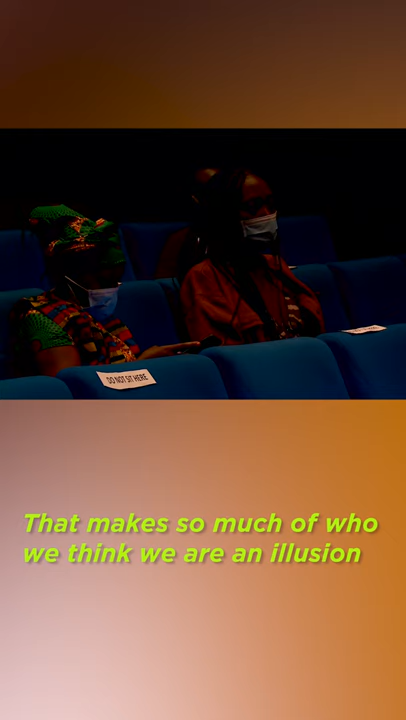 DO NOT SIT HERE
That makes so much of who
we think we are an illusion